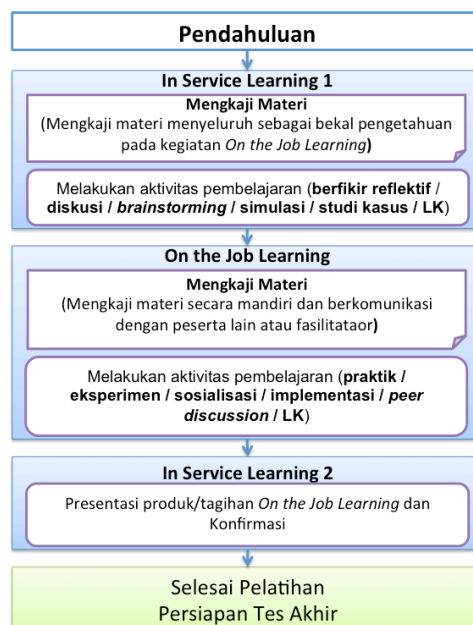 Pendahuluan
In Service Learning 1
Mengkaji Materi
(Mengkaji materi menyeluruh sebagai bekal pengetahuan
pada kegiatan On the Job Learning)
Melakukan aktivitas pembelajaran (berfikir reflektif /
diskusi / brainstorming / simulasi / studi kasus / LK)
On the Job Learning
Mengkaji Materi
(Mengkaji materi secara mandiri dan berkomunikasi
dengan peserta lain atau fasilitataor)
Melakukan aktivitas pembelajaran (praktik /
eksperimen / sosialisasi / implementasi / peer
discussion / LK)
In Service Learning 2
Presentasi produk/tagihan On the Job Learning dan
Konfirmasi
Selesai Pelatihan
Persiapan Tes Akhir